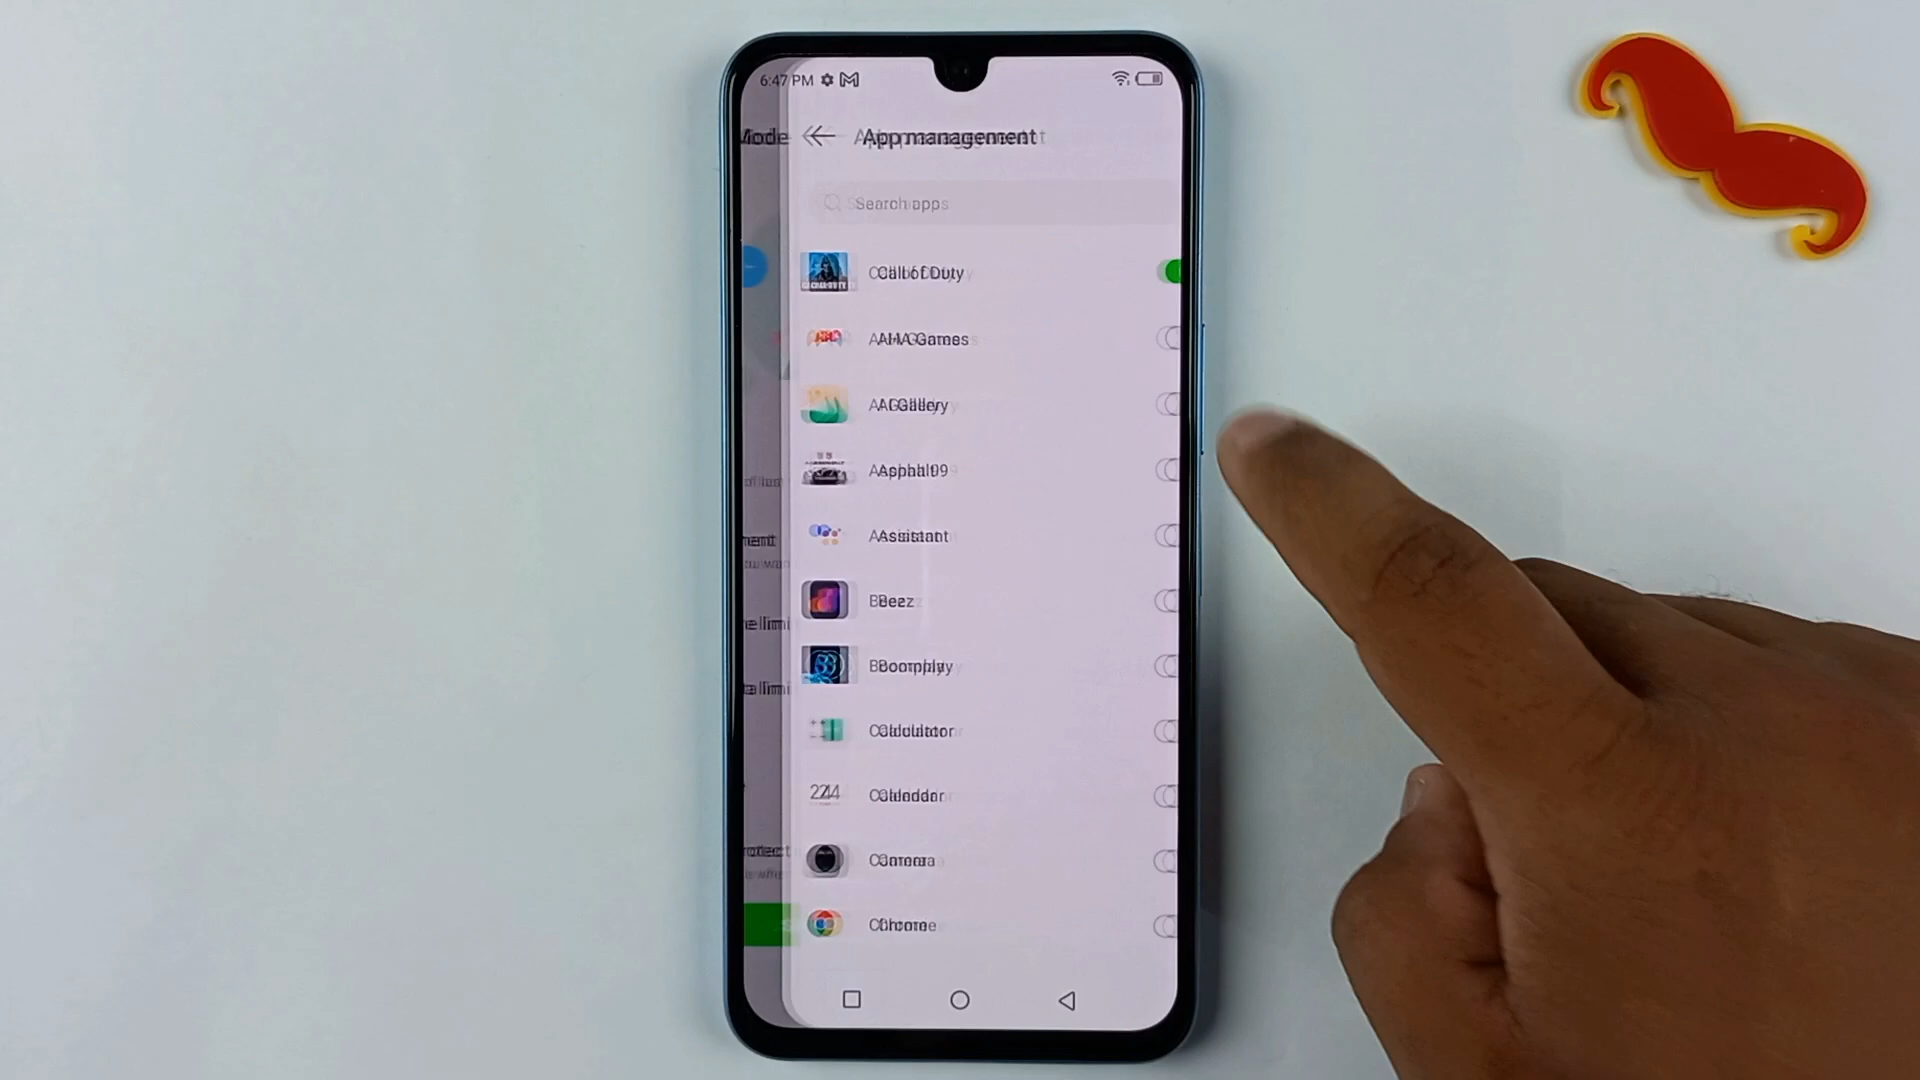 6:47 PM
Mode
App management
Search apps
Call of Duty
AHA Games
AI Gallery
Asphalt 9
Assistant
Beez
Boomplay
Calculator
Calendar
Camera
Chrome